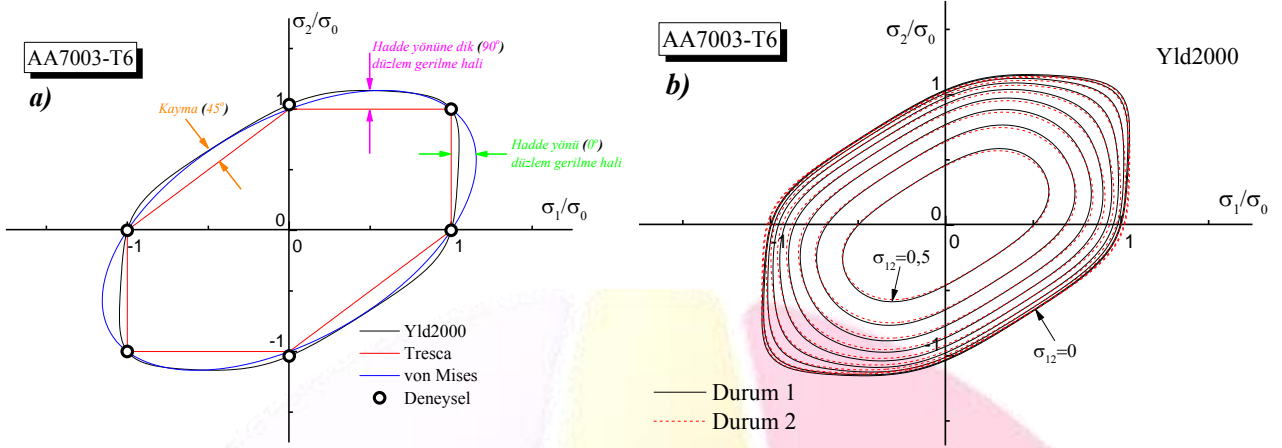 AA7003-T6
a)
σ₂/σ₀
Hadde yönüne dik (90°)
düzlem gerilme hali
Kayma (45°)
Hadde yönü (0°)
düzlem gerilme hali
σ₁/σ₀
1
0
-1
0
1
-1
Yld2000
Tresca
von Mises
Deneysel
AA7003-T6
b)
σ₂/σ₀
Yld2000
1
0
σ₁/σ₀
-1
0
1
σ₁₂=0,5
-1
σ₁₂=0
Durum 1
Durum 2